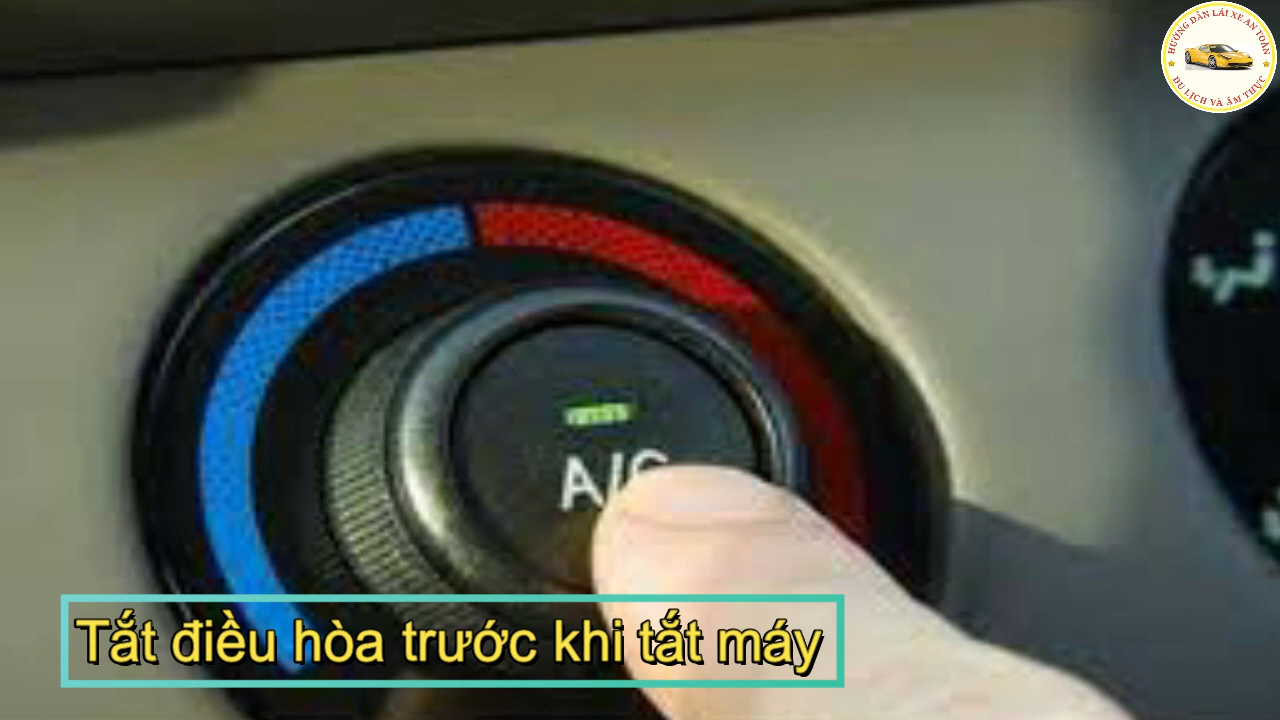 HƯỚNG DẪN LÁI XE AN TOÀN
DU LỊCH VÀ ẨM THỰC
A/C
Tắt điều hòa trước khi tắt máy